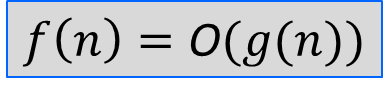 f(n) = O(g(n))